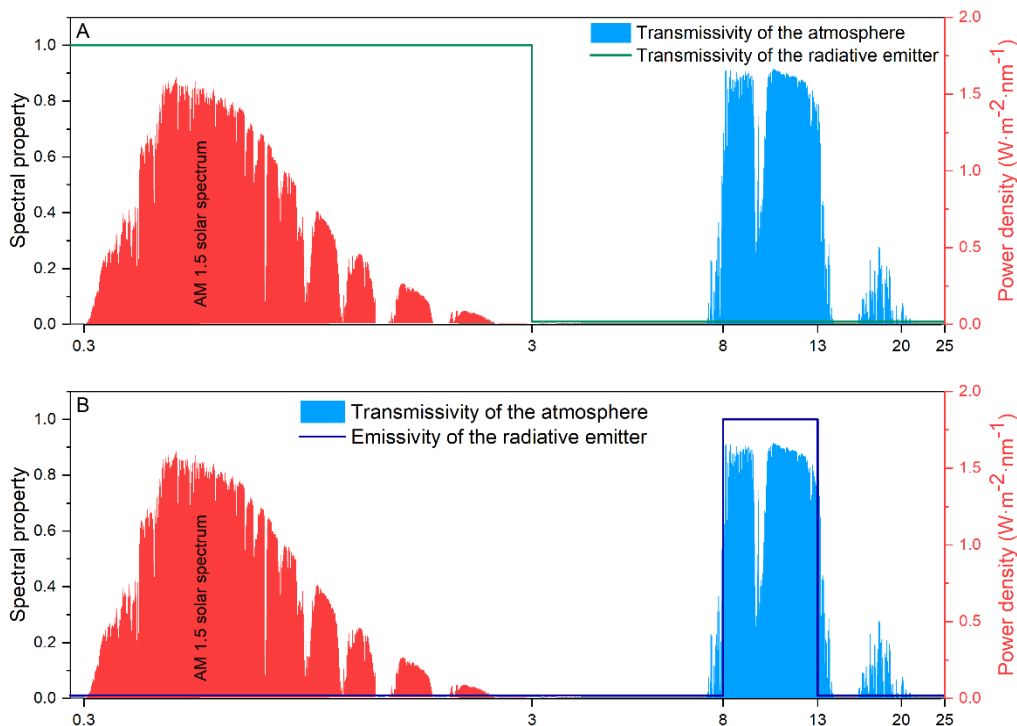 A
Transmissivity of the atmosphere
Transmissivity of the radiative emitter
Spectral property
1.0
0.8
0.6
0.4
0.2
0.0
AM 1.5 solar spectrum
2.0
1.5
1.0
0.5
0.0
Power density (W·m-2·nm-1)
0.3
3
8
13
20
25
B
Transmissivity of the atmosphere
Emissivity of the radiative emitter
Spectral property
1.0
0.8
0.6
0.4
0.2
0.0
AM 1.5 solar spectrum
2.0
1.5
1.0
0.5
0.0
Power density (W·m-2·nm-1)
0.3
3
8
13
20
25